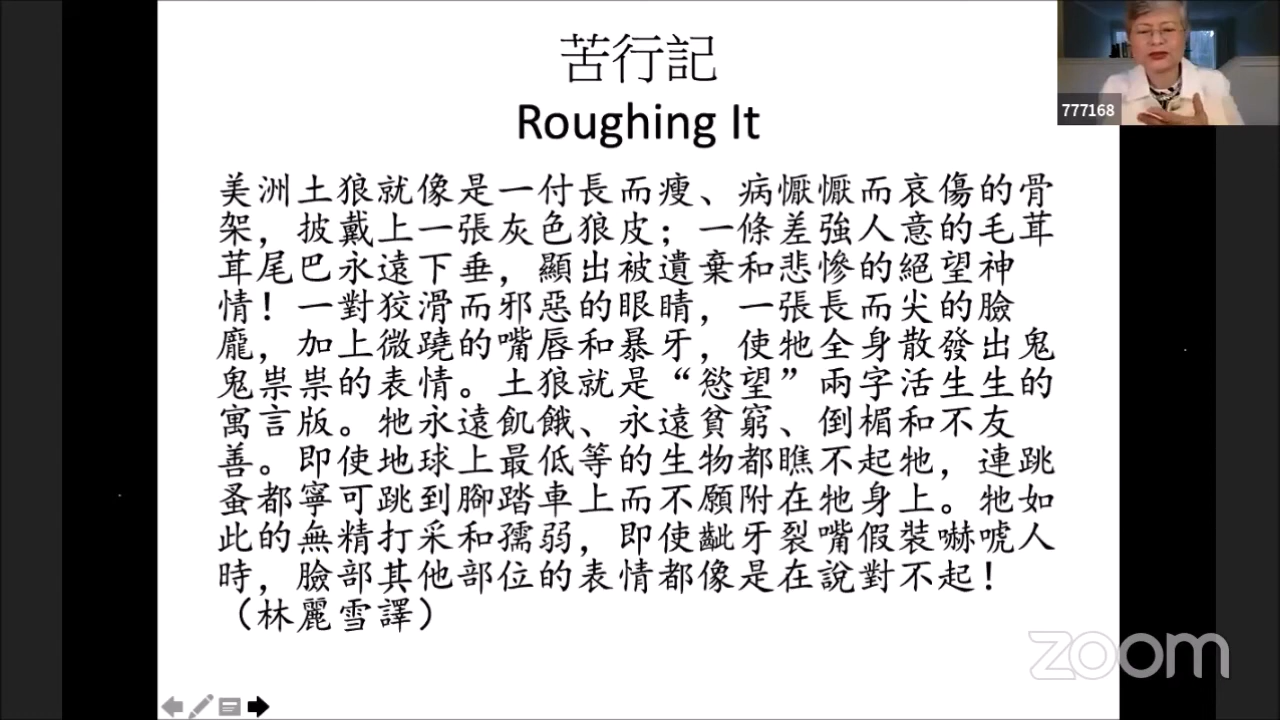 苦行記
Roughing It
777168
美洲土狼就像是一付長而瘦、病懨懨而哀傷的骨
架，披戴上一張灰色狼皮；一條差強人意的毛茸
茸尾巴永遠下垂，顯出被遺棄和悲慘的絕望神
情！一對狡滑而邪惡的眼睛，一張長而尖的臉
龐，加上微蹺的嘴唇和暴牙，使牠全身散發出鬼
鬼祟祟的表情。土狼就是“慾望”兩字活生生的
寓言版。牠永遠飢餓、永遠貧窮、倒楣和不友
善。即使地球上最低等的生物都瞧不起牠，連跳
蚤都寧可跳到腳踏車上而不願附在牠身上。牠如
此的無精打采和孺弱，即使齜牙裂嘴假裝嚇唬人
時，臉部其他部位的表情都像是在說對不起！
（林麗雪譯）
zoom